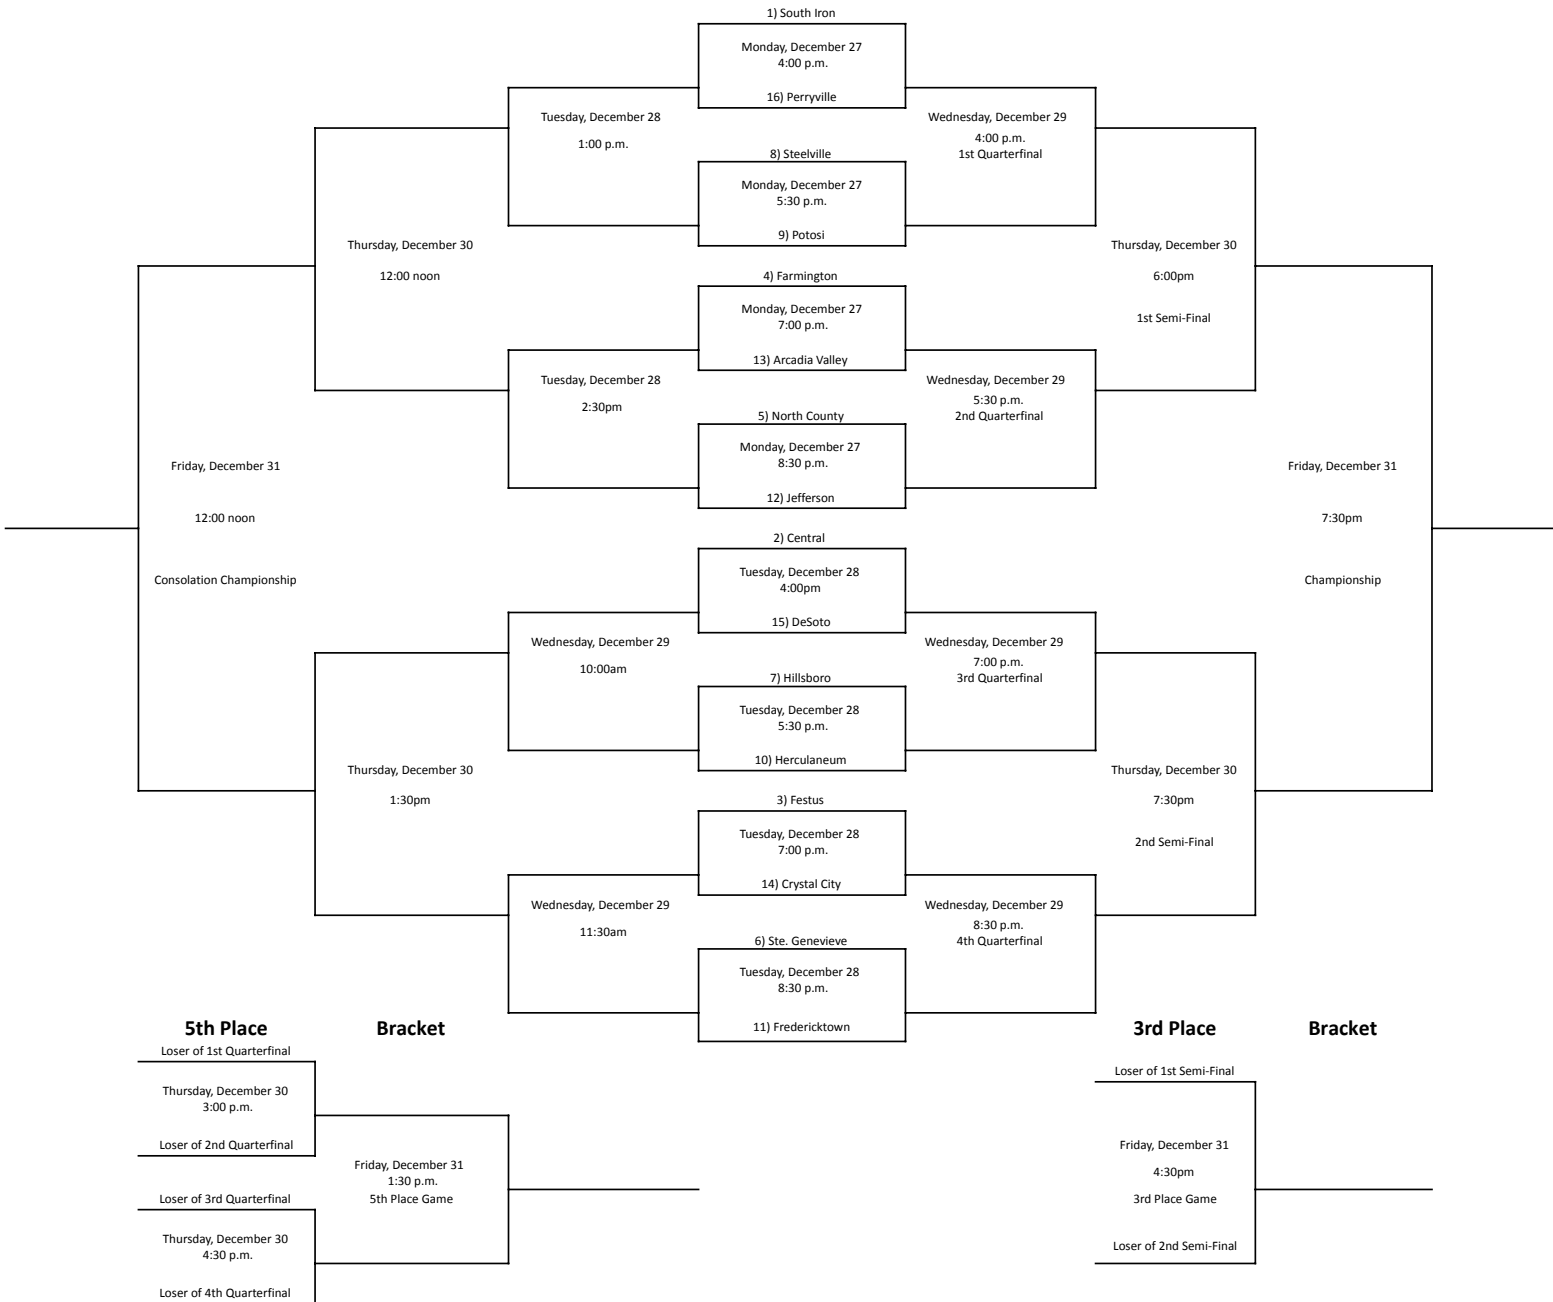 1) South Iron
Monday, December 27
4:00 p.m.
16) Perryville
Tuesday, December 28
1:00 p.m.
Wednesday, December 29
4:00 p.m.
1st Quarterfinal
8) Steelville
Monday, December 27
5:30 p.m.
9) Potosi
Thursday, December 30
12:00 noon
Thursday, December 30
6:00pm
1st Semi-Final
4) Farmington
Monday, December 27
7:00 p.m.
13) Arcadia Valley
Tuesday, December 28
2:30pm
Wednesday, December 29
5:30 p.m.
2nd Quarterfinal
5) North County
Monday, December 27
8:30 p.m.
12) Jefferson
Friday, December 31
12:00 noon
Consolation Championship
Friday, December 31
7:30pm
Championship
2) Central
Tuesday, December 28
4:00pm
15) DeSoto
Wednesday, December 29
10:00am
Wednesday, December 29
7:00 p.m.
3rd Quarterfinal
7) Hillsboro
Tuesday, December 28
5:30 p.m.
10) Herculaneum
Thursday, December 30
1:30pm
Thursday, December 30
7:30pm
2nd Semi-Final
3) Festus
Tuesday, December 28
7:00 p.m.
14) Crystal City
Wednesday, December 29
11:30am
Wednesday, December 29
8:30 p.m.
4th Quarterfinal
6) Ste. Genevieve
Tuesday, December 28
8:30 p.m.
11) Fredericktown
5th Place Bracket
Loser of 1st Quarterfinal
Thursday, December 30
3:00 p.m.
Loser of 2nd Quarterfinal
Friday, December 31
1:30 p.m.
5th Place Game
Loser of 3rd Quarterfinal
Thursday, December 30
4:30 p.m.
Loser of 4th Quarterfinal
3rd Place Bracket
Loser of 1st Semi-Final
Friday, December 31
4:30pm
3rd Place Game
Loser of 2nd Semi-Final